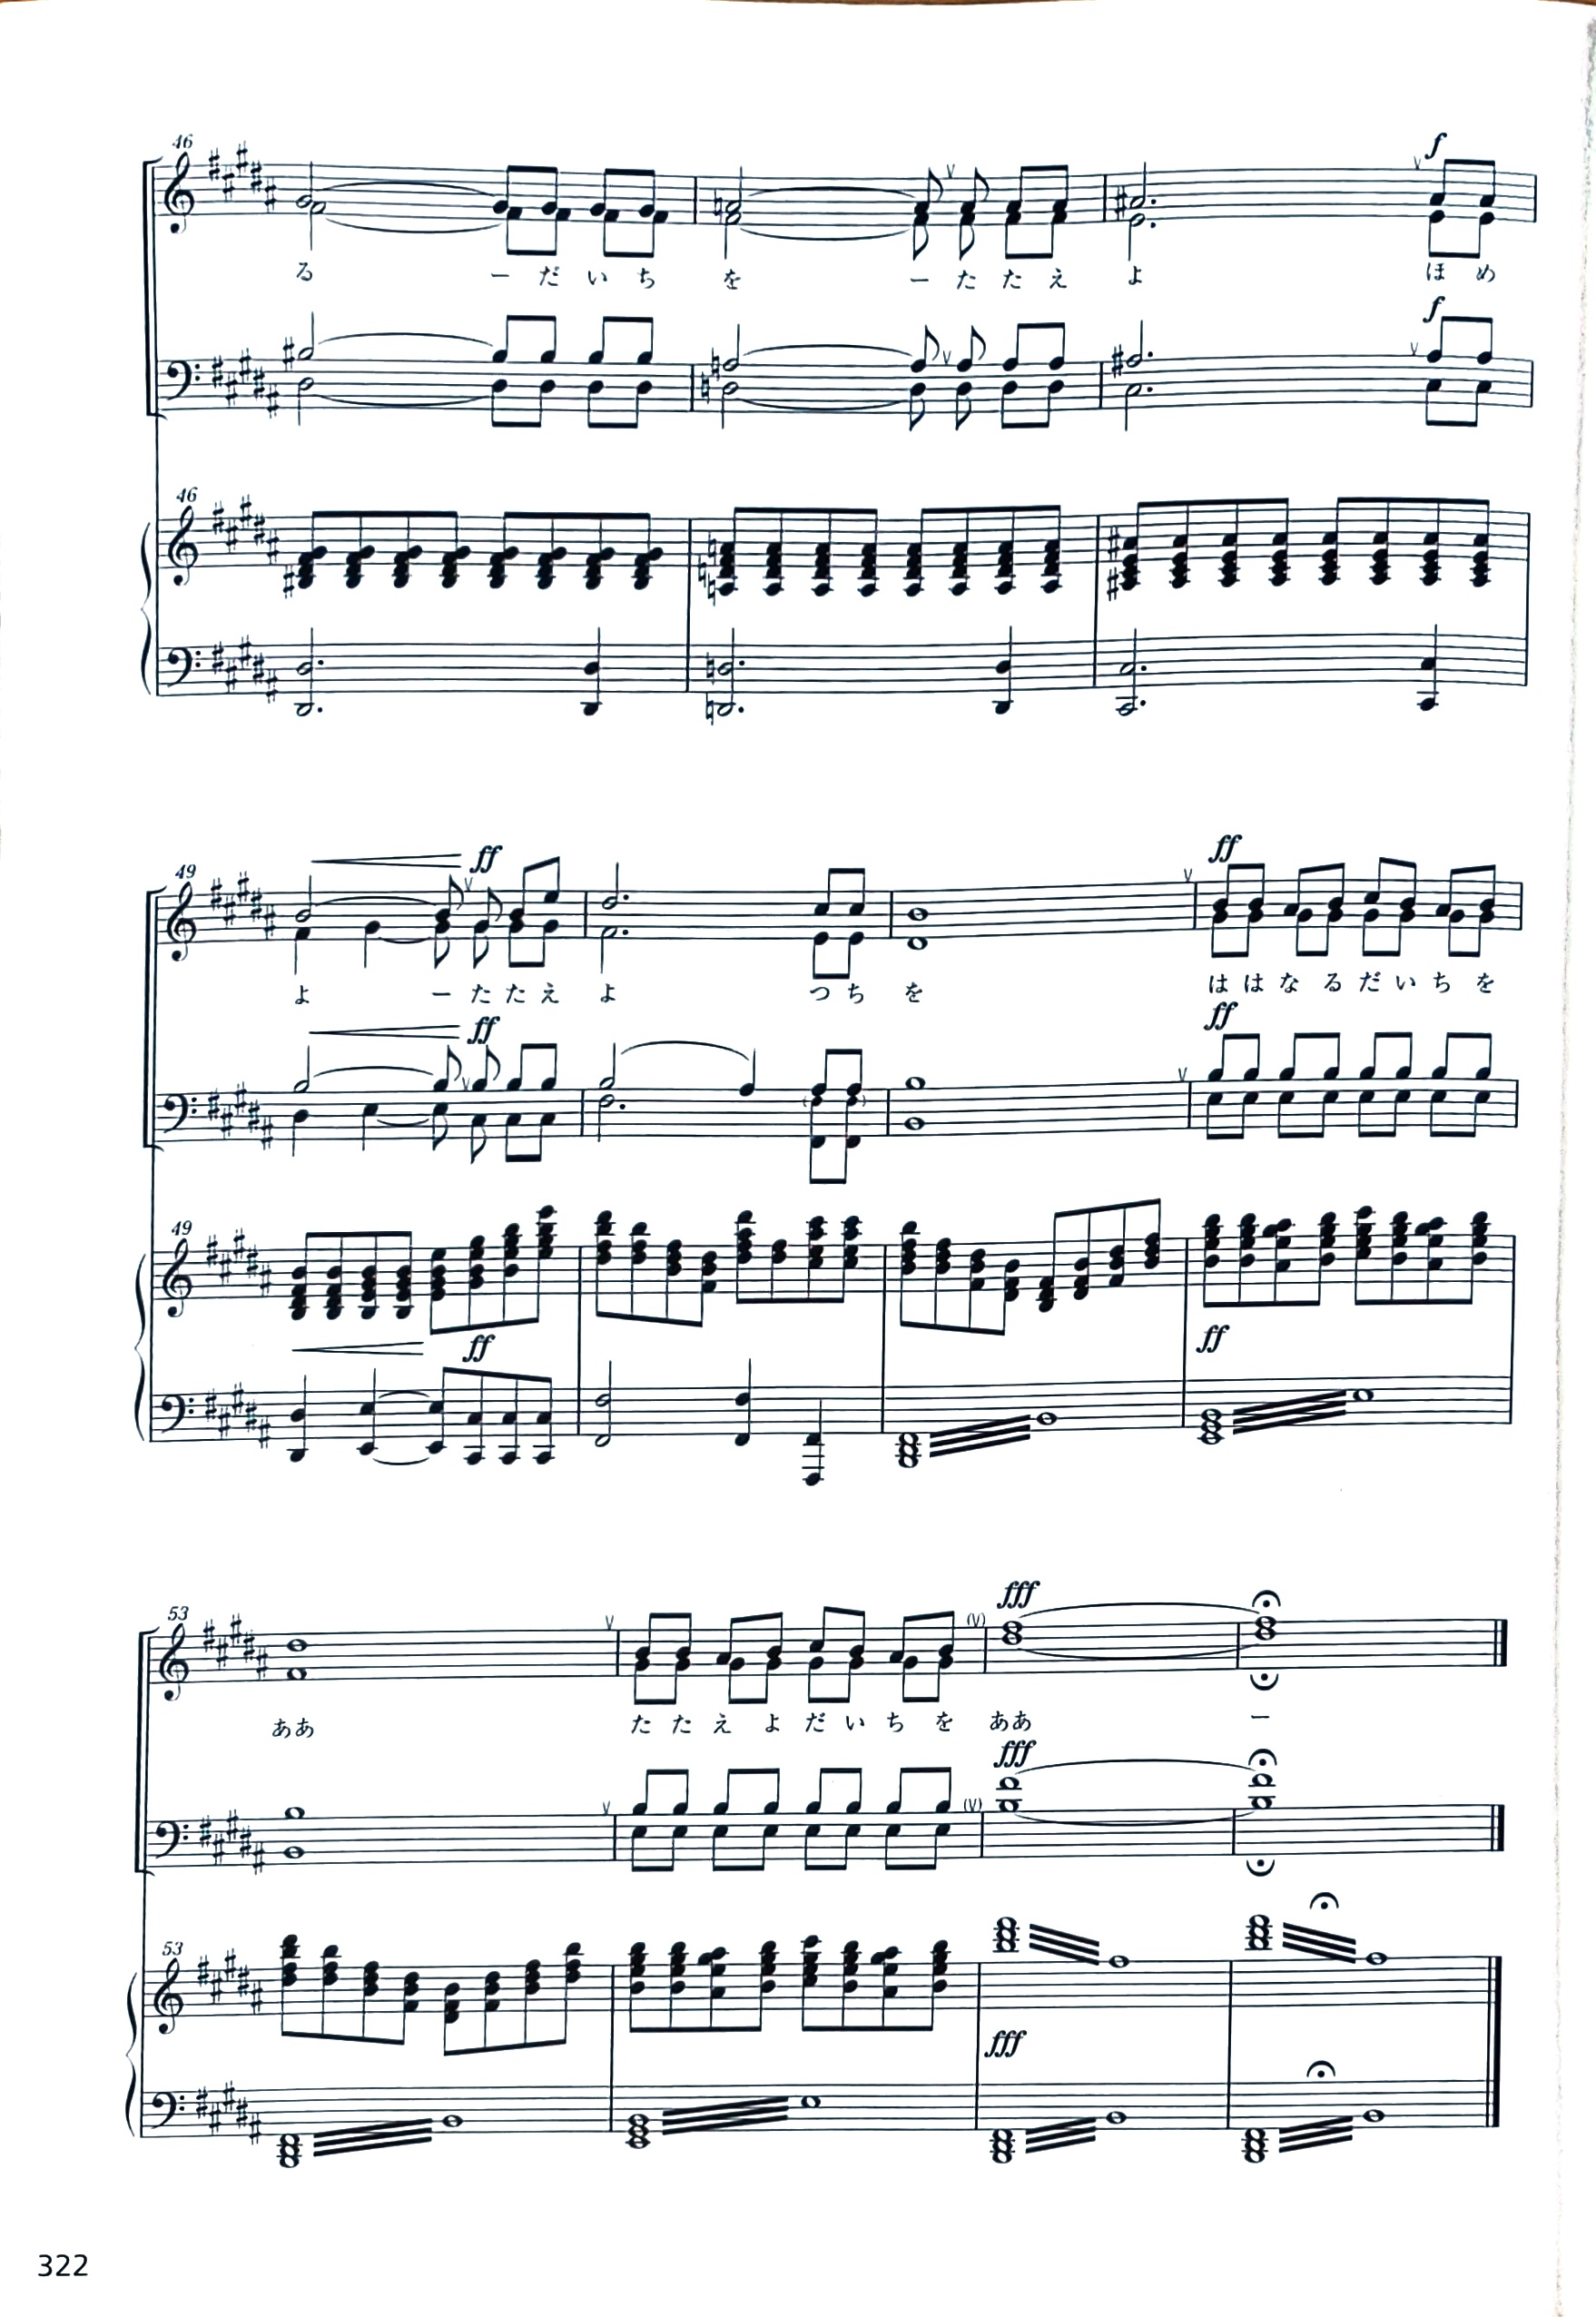 46
f
る ー だ い ち を ー た た え よ ほ め
f
46
49
ff
ff
よ ー た た え よ つ ち を は は な る だ い ち を
ff
ff
49
ff
ff
53
fff
ああ た た え よ だ い ち を ああ ー
fff
53
fff
322